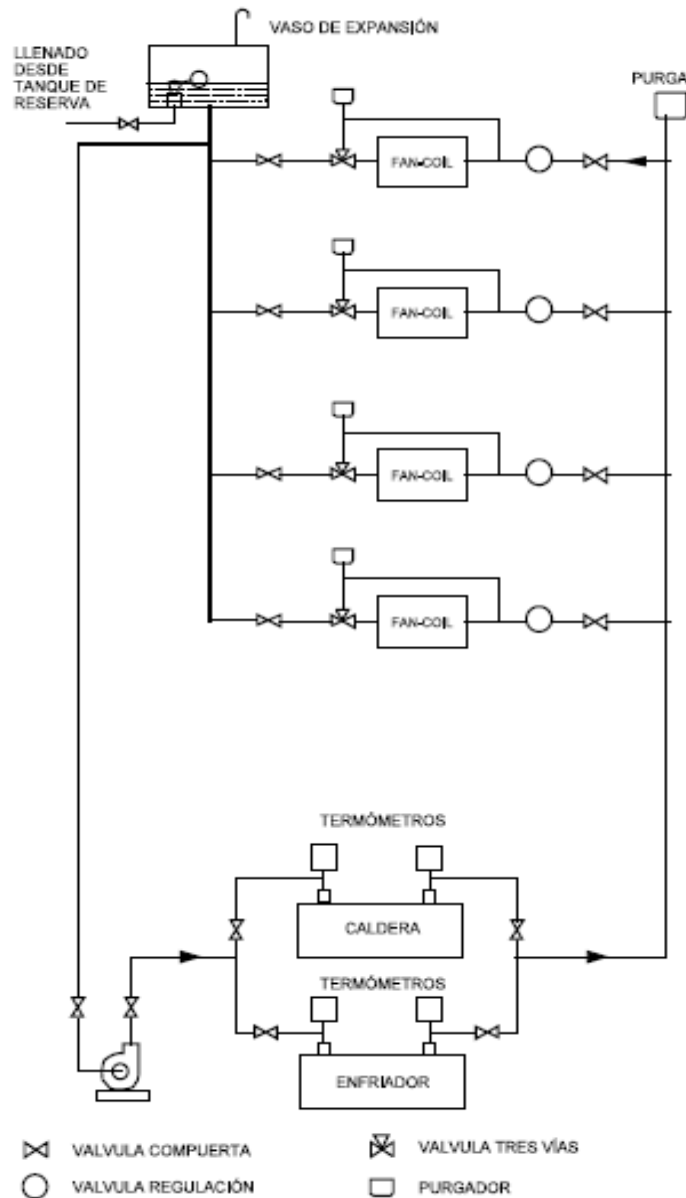 VASO DE EXPANSIÓN
LLENADO
DESDE
TANQUE DE
RESERVA
PURGA
FAN-COIL
FAN-COIL
FAN-COIL
FAN-COIL
TERMÓMETROS
CALDERA
TERMÓMETROS
ENFRIADOR
VALVULA COMPUERTA
VALVULA TRES VÍAS
VALVULA REGULACIÓN
PURGADOR